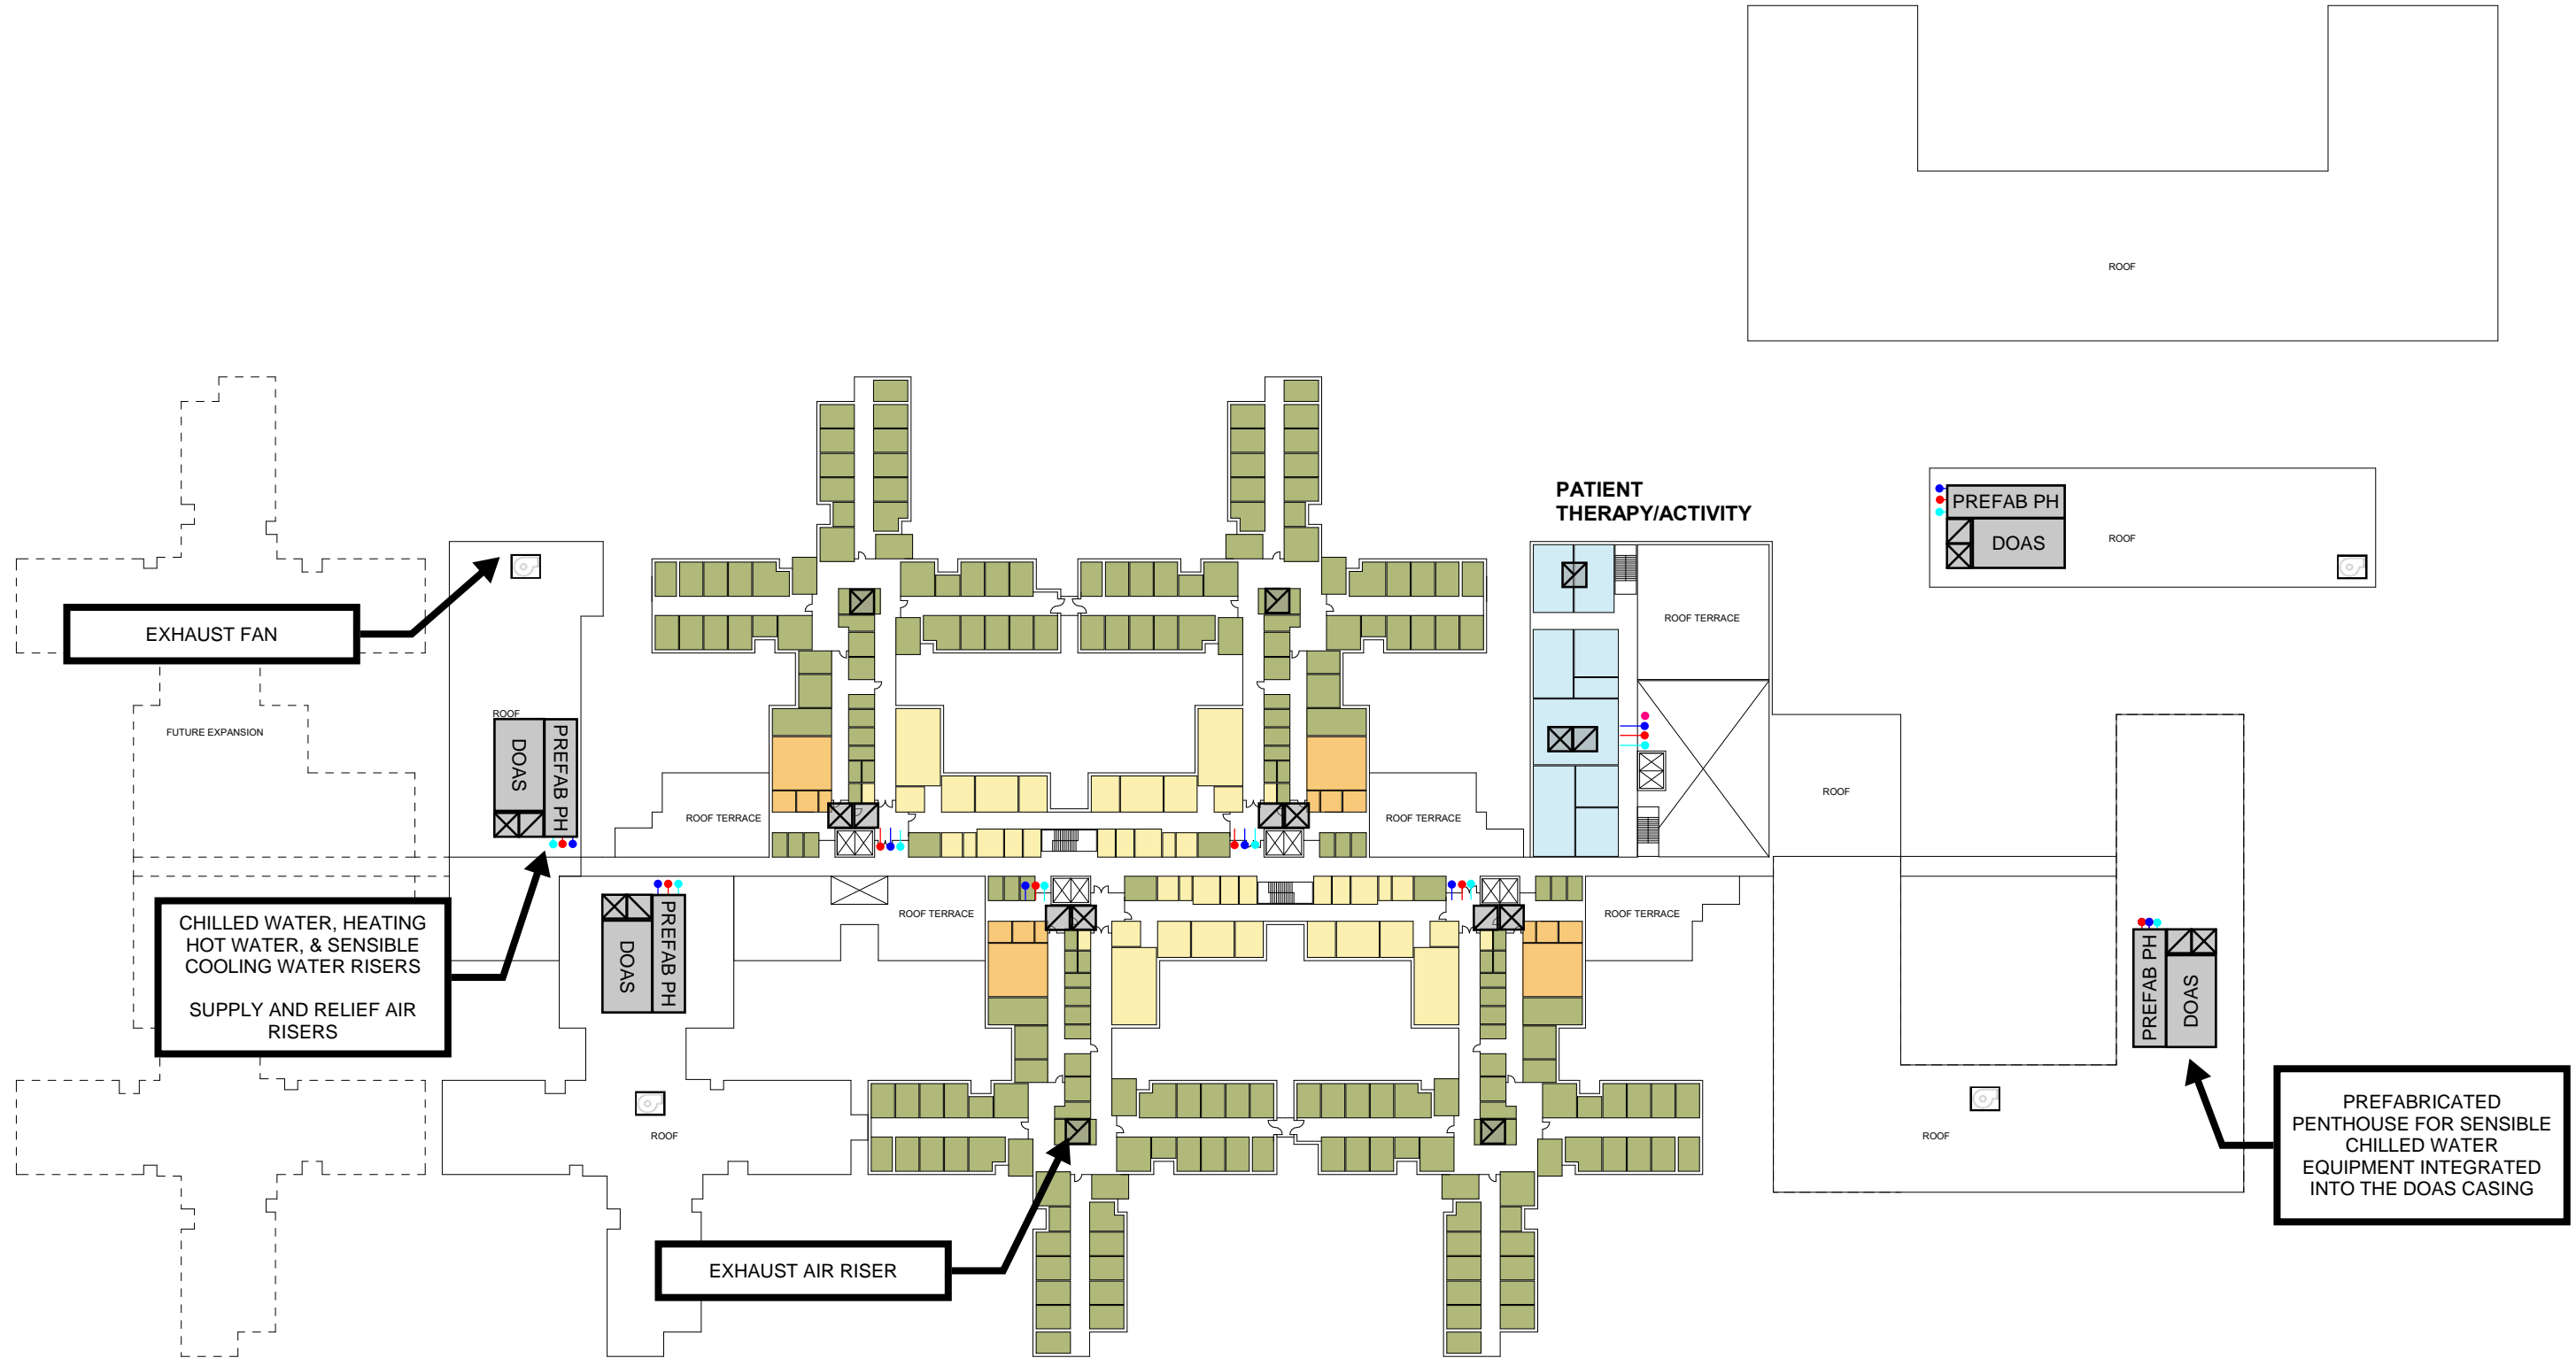 ROOF
PATIENT
THERAPY/ACTIVITY
PREFAB PH
DOAS
ROOF
EXHAUST FAN
ROOF TERRACE
ROOF
DOAS
PREFAB PH
FUTURE EXPANSION
ROOF TERRACE
ROOF TERRACE
ROOF
CHILLED WATER, HEATING
HOT WATER, & SENSIBLE
COOLING WATER RISERS
SUPPLY AND RELIEF AIR
RISERS
DOAS
PREFAB PH
ROOF TERRACE
ROOF TERRACE
PREFAB PH
DOAS
ROOF
ROOF
PREFABRICATED
PENTHOUSE FOR SENSIBLE
CHILLED WATER
EQUIPMENT INTEGRATED
INTO THE DOAS CASING
EXHAUST AIR RISER